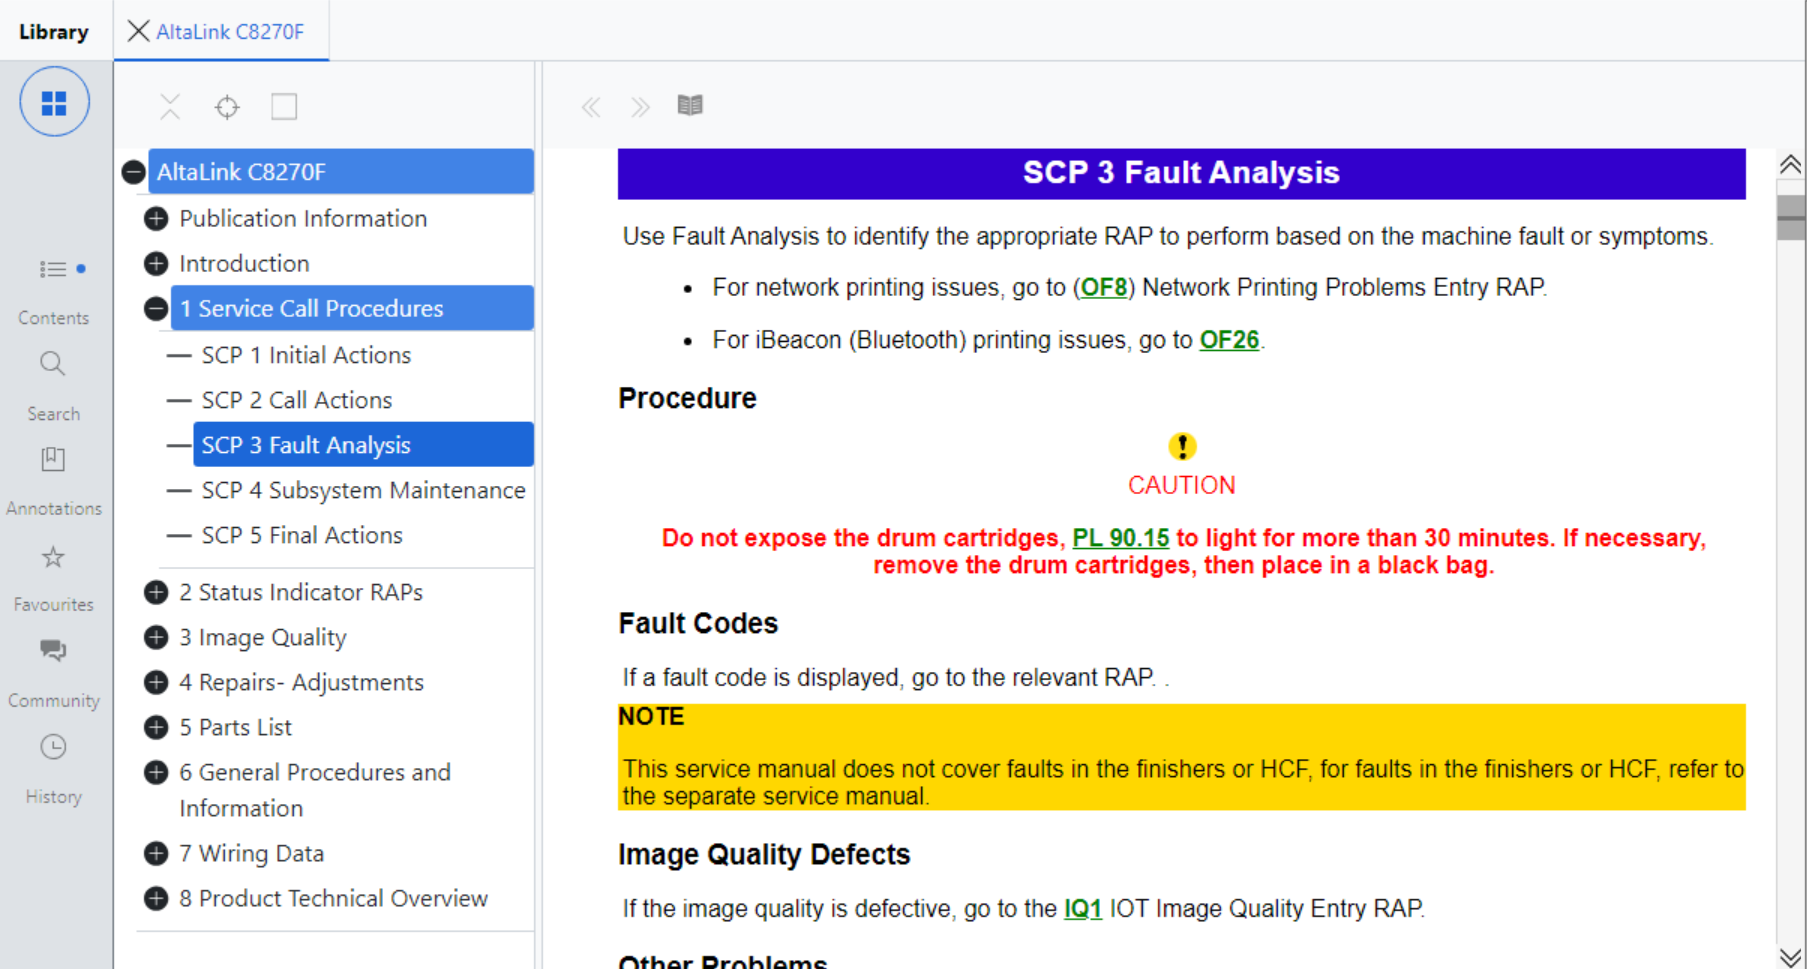 Library
AltaLink C8270F
Contents
Search
Annotations
Favourites
Community
History
AltaLink C8270F
Publication Information
Introduction
1 Service Call Procedures
SCP 1 Initial Actions
SCP 2 Call Actions
SCP 3 Fault Analysis
SCP 4 Subsystem Maintenance
SCP 5 Final Actions
2 Status Indicator RAPs
3 Image Quality
4 Repairs- Adjustments
5 Parts List
6 General Procedures and
Information
7 Wiring Data
8 Product Technical Overview
SCP 3 Fault Analysis
Use Fault Analysis to identify the appropriate RAP to perform based on the machine fault or symptoms.
• For network printing issues, go to (OF8) Network Printing Problems Entry RAP.
• For iBeacon (Bluetooth) printing issues, go to OF26.
Procedure
CAUTION
Do not expose the drum cartridges, PL 90.15 to light for more than 30 minutes. If necessary,
remove the drum cartridges, then place in a black bag.
Fault Codes
If a fault code is displayed, go to the relevant RAP. .
NOTE
This service manual does not cover faults in the finishers or HCF, for faults in the finishers or HCF, refer to
the separate service manual.
Image Quality Defects
If the image quality is defective, go to the IQ1 IOT Image Quality Entry RAP.
Other Problems